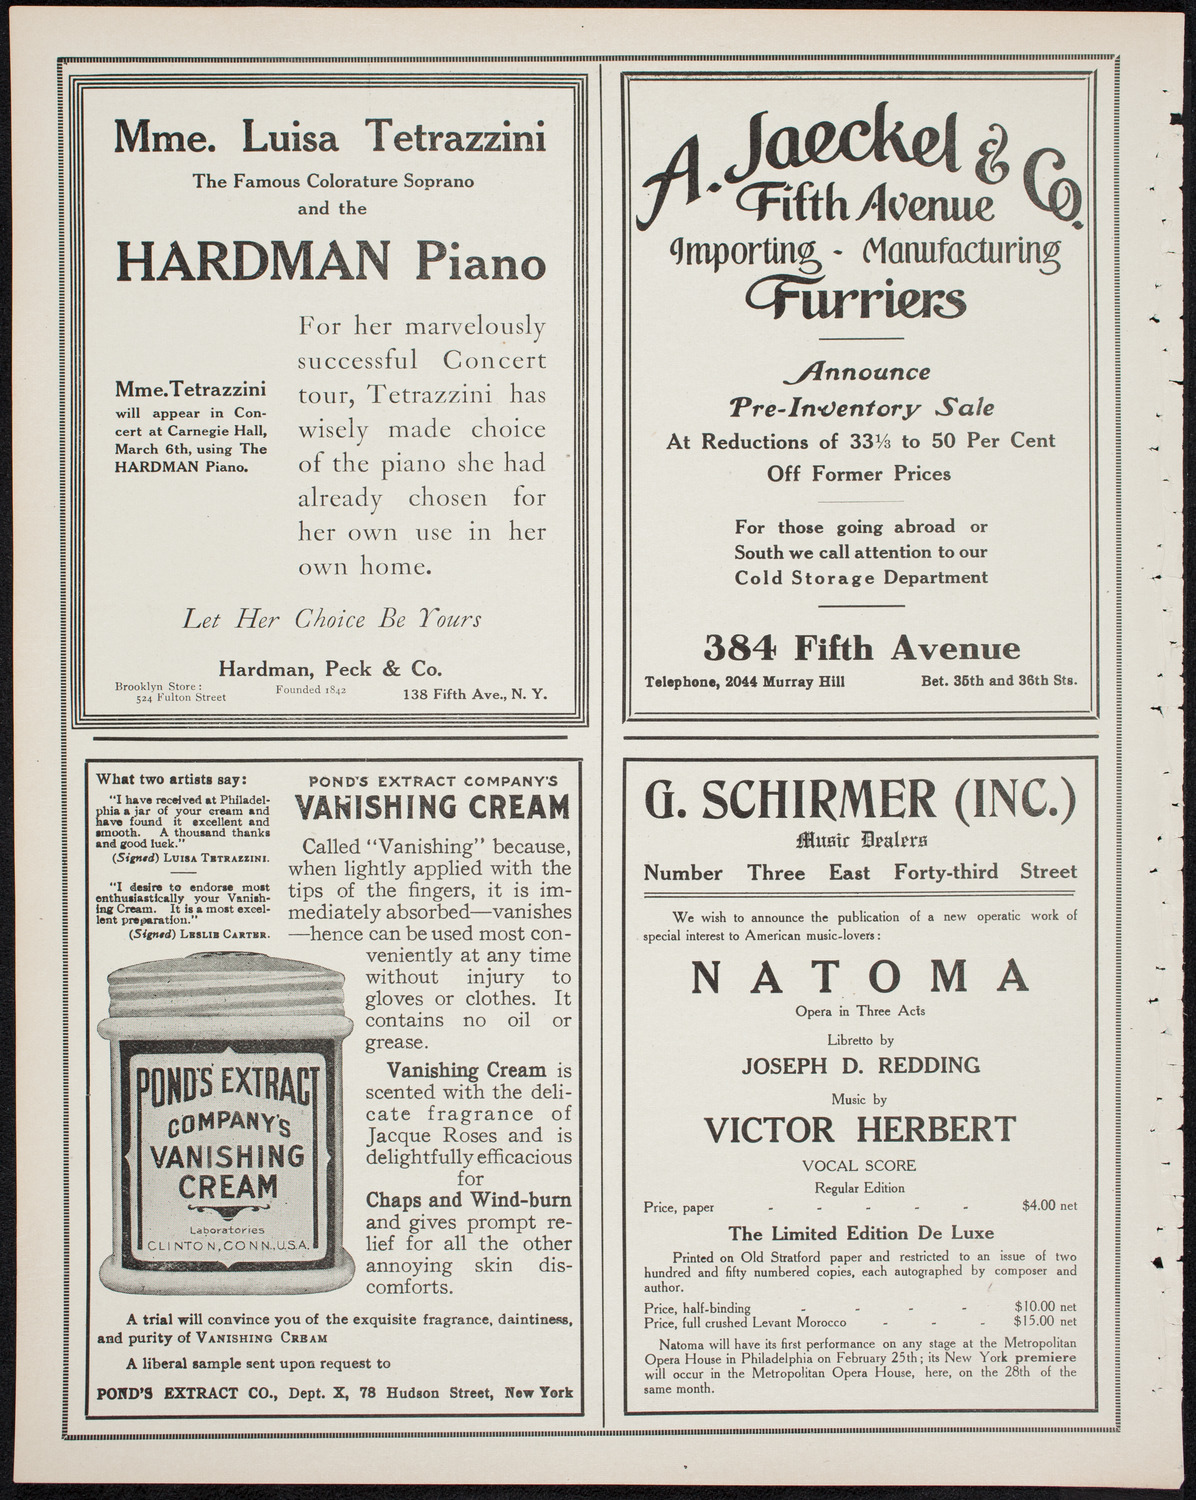 Mme. Luisa Tetrazzini
The Famous Colorature Soprano
and the
HARDMAN Piano
Mme. Tetrazzini
will appear in Con-
cert at Carnegie Hall,
March 6th, using The
HARDMAN Piano.
For her marvelously
successful Concert
tour, Tetrazzini has
wisely made choice
of the piano she had
already chosen for
her own use in her
own home.
Let Her Choice Be Yours
Hardman, Peck & Co.
Brooklyn Store :
524 Fulton Street
Founded 1842
138 Fifth Ave., N. Y.
A. Jaeckel & Co.
Fifth Avenue
Importing - Manufacturing
Furriers
Announce
Pre-Inventory Sale
At Reductions of 33⅓ to 50 Per Cent
Off Former Prices
For those going abroad or
South we call attention to our
Cold Storage Department
384 Fifth Avenue
Telephone, 2044 Murray Hill Bet. 35th and 36th Sts.
What two artists say:
"I have received at Philadel-
phia a jar of your cream and
have found it excellent and
smooth. A thousand thanks
and good luck."
(Signed) LUISA TETRAZZINI.
"I desire to endorse most
enthusiastically your Vanish-
ing Cream. It is a most excel-
lent preparation."
(Signed) LESLIE CARTER.
POND'S EXTRACT COMPANY'S
VANISHING CREAM
Called "Vanishing" because,
when lightly applied with the
tips of the fingers, it is im-
mediately absorbed—vanishes
—hence can be used most con-
veniently at any time
without injury to
gloves or clothes. It
contains no oil or
grease.
Vanishing Cream is
scented with the deli-
cate fragrance of
Jacque Roses and is
delightfully efficacious
for
Chaps and Wind-burn
and gives prompt re-
lief for all the other
annoying skin dis-
comforts.
POND'S EXTRACT
COMPANY'S
VANISHING
CREAM
Laboratories
CLINTON, CONN., U.S.A.
A trial will convince you of the exquisite fragrance, daintiness,
and purity of VANISHING CREAM
A liberal sample sent upon request to
POND'S EXTRACT CO., Dept. X, 78 Hudson Street, New York
G. SCHIRMER (INC.)
Music Dealers
Number Three East Forty-third Street
We wish to announce the publication of a new operatic work of
special interest to American music-lovers :
NATOMA
Opera in Three Acts
Libretto by
JOSEPH D. REDDING
Music by
VICTOR HERBERT
VOCAL SCORE
Regular Edition
Price, paper - - - - - $4.00 net
The Limited Edition De Luxe
Printed on Old Stratford paper and restricted to an issue of two
hundred and fifty numbered copies, each autographed by composer and
author.
Price, half-binding - - - - $10.00 net
Price, full crushed Levant Morocco - - - $15.00 net
Natoma will have its first performance on any stage at the Metropolitan
Opera House in Philadelphia on February 25th ; its New York premiere
will occur in the Metropolitan Opera House, here, on the 28th of the
same month.